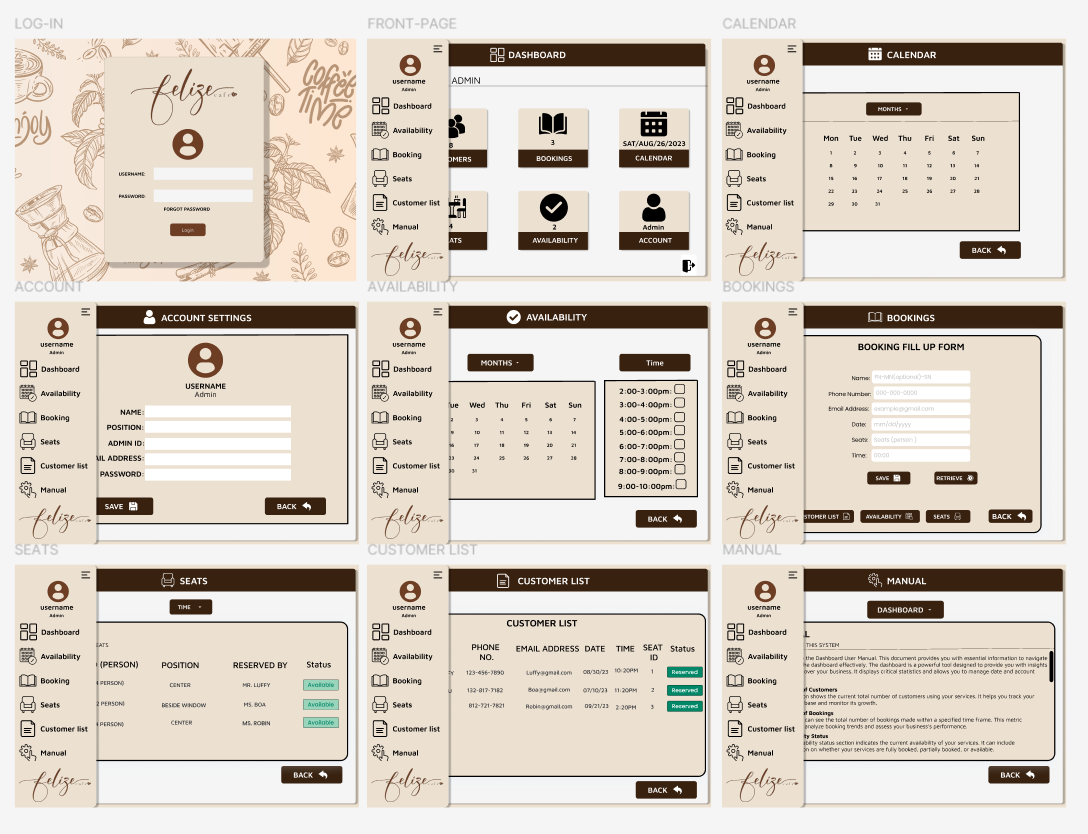 LOG-IN
Coffee
TIME
njoy
felize
cafe
USERNAME:
PASSWORD:
FORGOT PASSWORD
Login
FRONT-PAGE
username
Admin
Dashboard
Availability
Booking
Seats
Customer list
Manual
felize
DASHBOARD
ADMIN
8
OMERS
3
BOOKINGS
SAT/AUG/26/2023
CALENDAR
4
ATS
2
AVAILABILITY
Admin
ACCOUNT
CALENDAR
username
Admin
Dashboard
Availability
Booking
Seats
Customer list
Manual
felize
CALENDAR
MONTHS
Mon Tue Wed Thu Fri Sat Sun
1 2 3 4 5 6 7
8 9 10 11 12 13 14
15 16 17 18 19 20 21
22 23 24 25 26 27 28
29 30 31
BACK
ACCOUNT
username
Admin
Dashboard
Availability
Booking
Seats
Customer list
Manual
felize
ACCOUNT SETTINGS
USERNAME
Admin
NAME:
POSITION:
ADMIN ID:
IL ADDRESS:
PASSWORD:
SAVE
BACK
AVAILABILITY
username
Admin
Dashboard
Availability
Booking
Seats
Customer list
Manual
felize
AVAILABILITY
MONTHS
Time
ue Wed Thu Fri Sat Sun
2 3 4 5 6 7
9 10 11 12 13 14
16 17 18 19 20 21
23 24 25 26 27 28
30 31
2:00-3:00pm:
3:00-4:00pm:
4:00-5:00pm:
5:00-6:00pm:
6:00-7:00pm:
7:00-8:00pm:
8:00-9:00pm:
9:00-10:00pm:
BACK
BOOKINGS
username
Admin
Dashboard
Availability
Booking
Seats
Customer list
Manual
felize
BOOKINGS
BOOKING FILL UP FORM
Name: FN-MN(optional)-SN
Phone Number: 000-000-0000
Email Address: example@gmail.com
Date: mm/dd/yyyy
Seats: Seats (person )
Time: 00:00
SAVE
RETRIEVE
STOMER LIST
AVAILABILITY
SEATS
BACK
SEATS
username
Admin
Dashboard
Availability
Booking
Seats
Customer list
Manual
felize
SEATS
TIME
EATS
(PERSON) POSITION RESERVED BY Status
4 PERSON) CENTER MR. LUFFY Available
2 PERSON) BESIDE WINDOW MS. BOA Available
PERSON) CENTER MS. ROBIN Available
BACK
CUSTOMER LIST
username
Admin
Dashboard
Availability
Booking
Seats
Customer list
Manual
felize
CUSTOMER LIST
CUSTOMER LIST
PHONE NO. EMAIL ADDRESS DATE TIME SEAT ID Status
Y 123-456-7890 Luffy@gmail.com 08/30/23 10:20PM 1 Reserved
U 132-817-7182 Boa@gmail.com 07/10/23 11:20PM 2 Reserved
812-721-7821 Robin@gmail.com 09/21/23 2:20PM 3 Reserved
BACK
MANUAL
username
Admin
Dashboard
Availability
Booking
Seats
Customer list
Manual
felize
MANUAL
DASHBOARD
L
THIS SYSTEM
the Dashboard User Manual. This document provides you with essential information to navigate
he dashboard effectively. The dashboard is a powerful tool designed to provide you with insights
over your business. It displays critical statistics and allows you to manage date and account
of Customers
on shows the current total number of customers using your services. It helps you track your
base and monitor its growth.
of Bookings
can see the total number of bookings made within a specified time frame. This metric
analyze booking trends and assess your business's performance.
ty Status
bility status section indicates the current availability of your services. It can include
on on whether your services are fully booked, partially booked, or available.
BACK